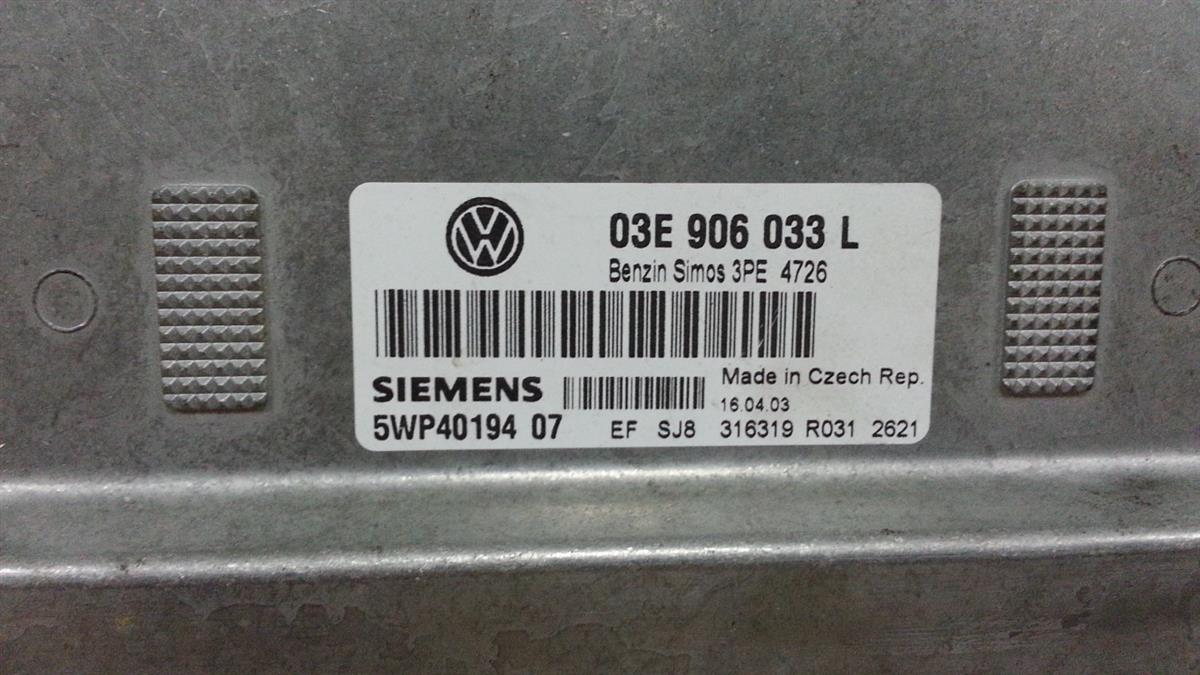 03E 906 033 L
Benzin Simos 3PE 4726
SIEMENS
Made in Czech Rep.
16.04.03
5WP40194 07
EF SJ8 316319 R031 2621